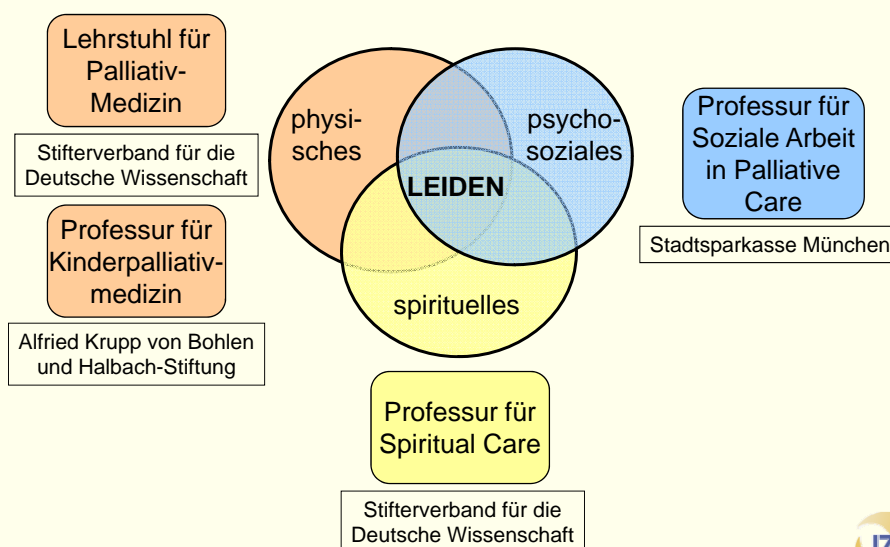 Lehrstuhl für
Palliativ-
Medizin
Stifterverband für die
Deutsche Wissenschaft
Professur für
Kinderpalliativ-
medizin
Alfried Krupp von Bohlen
und Halbach-Stiftung
physi-
sches
psycho-
soziales
LEIDEN
spirituelles
Professur für
Soziale Arbeit
in Palliative
Care
Stadtsparkasse München
Professur für
Spiritual Care
Stifterverband für die
Deutsche Wissenschaft